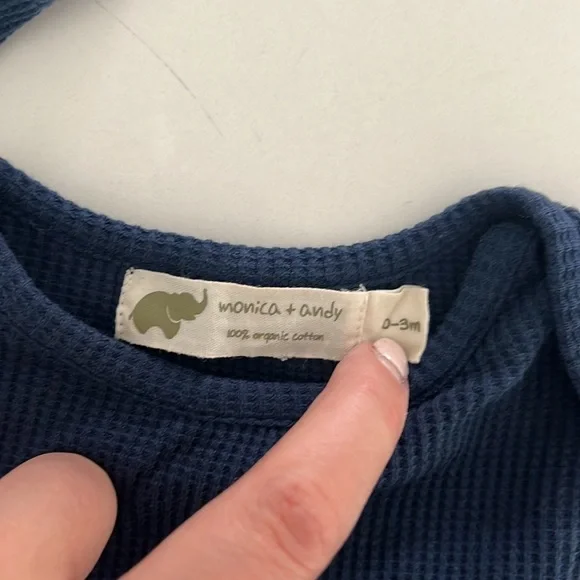 monica + andy
100% organic cotton
0-3m